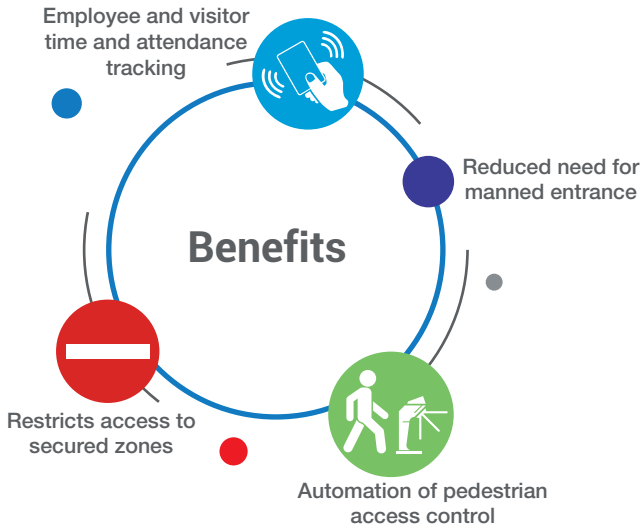 Employee and visitor
time and attendance
tracking
Reduced need for
manned entrance
Benefits
Restricts access to
secured zones
Automation of pedestrian
access control